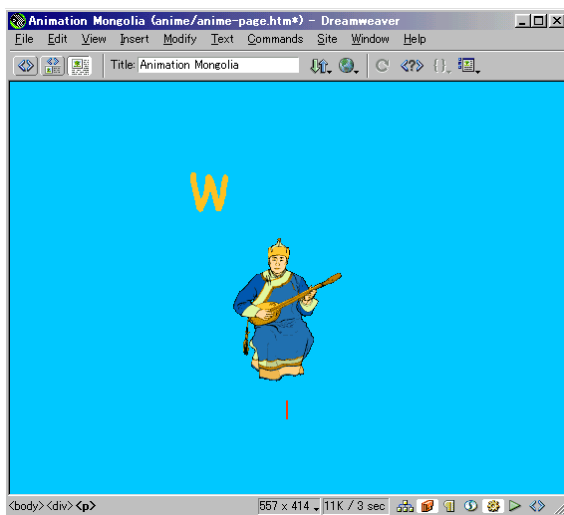 Animation Mongolia (anime/anime-page.htm*) - Dreamweaver
File Edit View Insert Modify Text Commands Site Window Help
Title: Animation Mongolia
W
<body> <div> <p> 557 x 414 11K / 3 sec